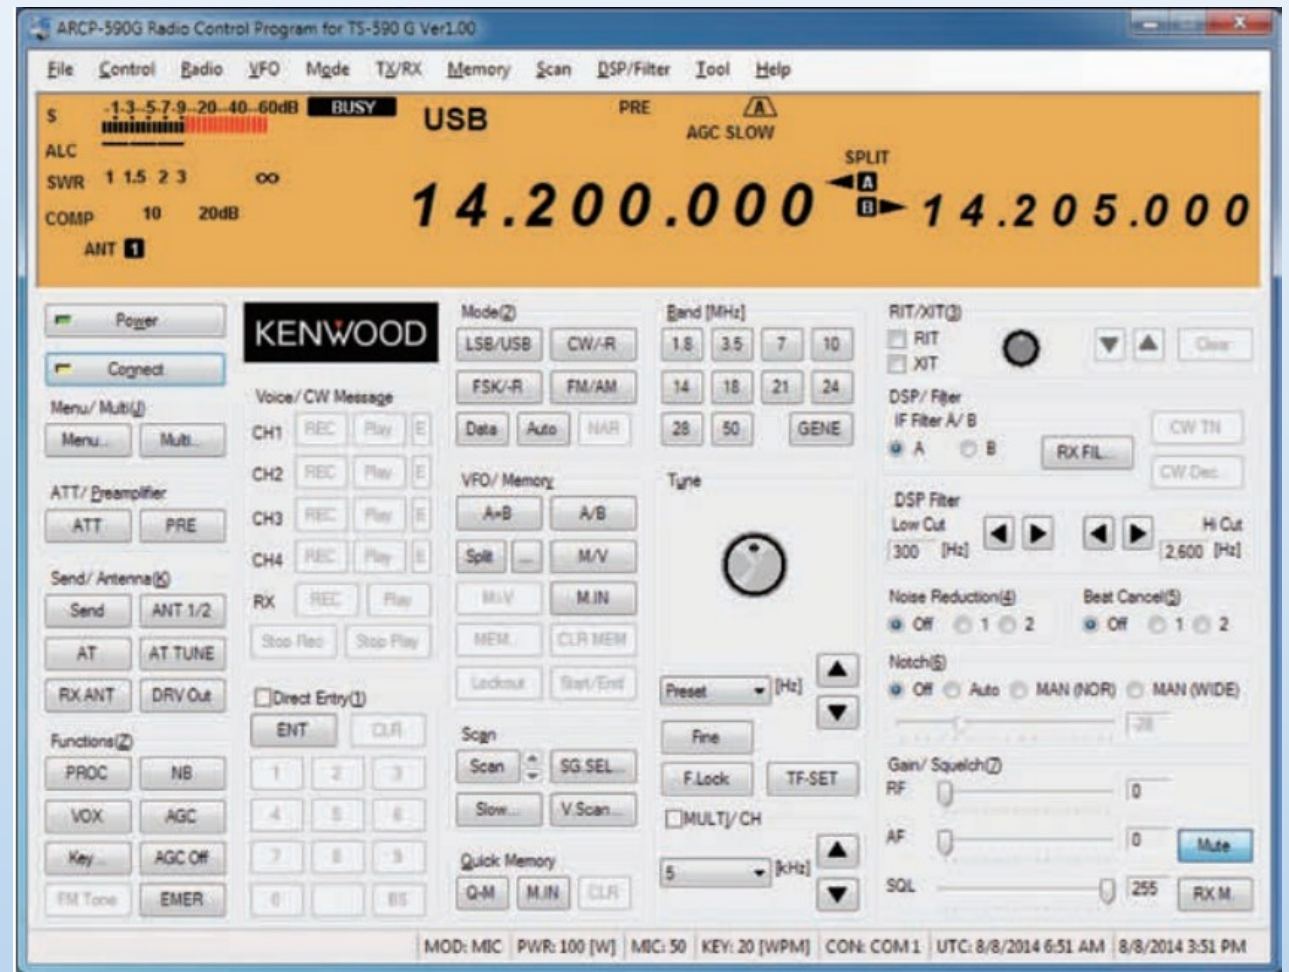 ARCP-590G Radio Control Program for TS-590 G Ver1.00
File Control Radio VFO Mode TX/RX Memory Scan DSP/Filter Tool Help
S -1-3--5-7-9--20--40--60dB BUSY USB PRE A
AGC SLOW
ALC
SPLIT
SWR 1 1.5 2 3 ∞
14.200.000 A B 14.205.000
COMP 10 20dB
ANT 1
Power
Connect
Menu/ Multi(J)
Menu... Multi...
ATT/ Preamplifier
ATT PRE
Send/ Antenna(K)
Send ANT 1/2
AT AT TUNE
RX ANT DRV Out
Functions(Z)
PROC NB
VOX AGC
Key... AGC Off
FM Tone EMER
KENWOOD
Voice/ CW Message
CH1 REC Play E
CH2 REC Play E
CH3 REC Play E
CH4 REC Play E
RX REC Play
Stop Rec Stop Play
Direct Entry(1)
ENT CLR
1 2 3
4 5 6
7 8 9
0 . BS
Mode(2)
LSB/USB CW/-R
FSK/-R FM/AM
Data Auto NAR
VFO/ Memory
A=B A/B
Split ... M/V
M>V M.IN
MEM... CLR MEM
Lockout Start/End
Scan
Scan SG SEL...
Slow... V.Scan...
Quick Memory
Q-M M.IN CLR
Band [MHz]
1.8 3.5 7 10
14 18 21 24
28 50 GENE
Tune
Preset [Hz]
Fine
F.Lock TF-SET
MULTI/ CH
5 [kHz]
RIT/XIT(3)
RIT
XIT
Clear
DSP/ Filter
IF Filter A/ B
A B RX FIL... CW TN
CW Dec...
DSP Filter
Low Cut Hi Cut
300 [Hz] 2,600 [Hz]
Noise Reduction(4) Beat Cancel(5)
Off 1 2 Off 1 2
Notch(6)
Off Auto MAN (NOR) MAN (WIDE)
-28
Gain/ Squelch(7)
RF 0
AF 0 Mute
SQL 255 RX M...
MOD: MIC PWR: 100 [W] MIC: 50 KEY: 20 [WPM] CON: COM 1 UTC: 8/8/2014 6:51 AM 8/8/2014 3:51 PM